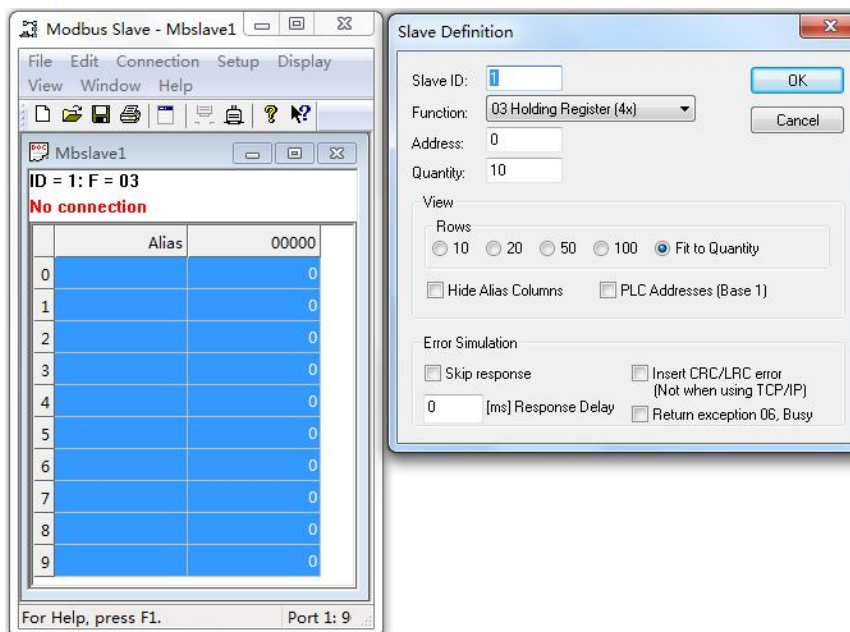 Modbus Slave - Mbslave1
File Edit Connection Setup Display
View Window Help
Mbslave1
ID = 1: F = 03
No connection
Alias 00000
0 0
1 0
2 0
3 0
4 0
5 0
6 0
7 0
8 0
9 0
For Help, press F1. Port 1: 9
Slave Definition
Slave ID: 1
OK
Function: 03 Holding Register (4x)
Cancel
Address: 0
Quantity: 10
View
Rows
10 20 50 100 Fit to Quantity
Hide Alias Columns PLC Addresses (Base 1)
Error Simulation
Skip response Insert CRC/LRC error
(Not when using TCP/IP)
0 [ms] Response Delay Return exception 06, Busy